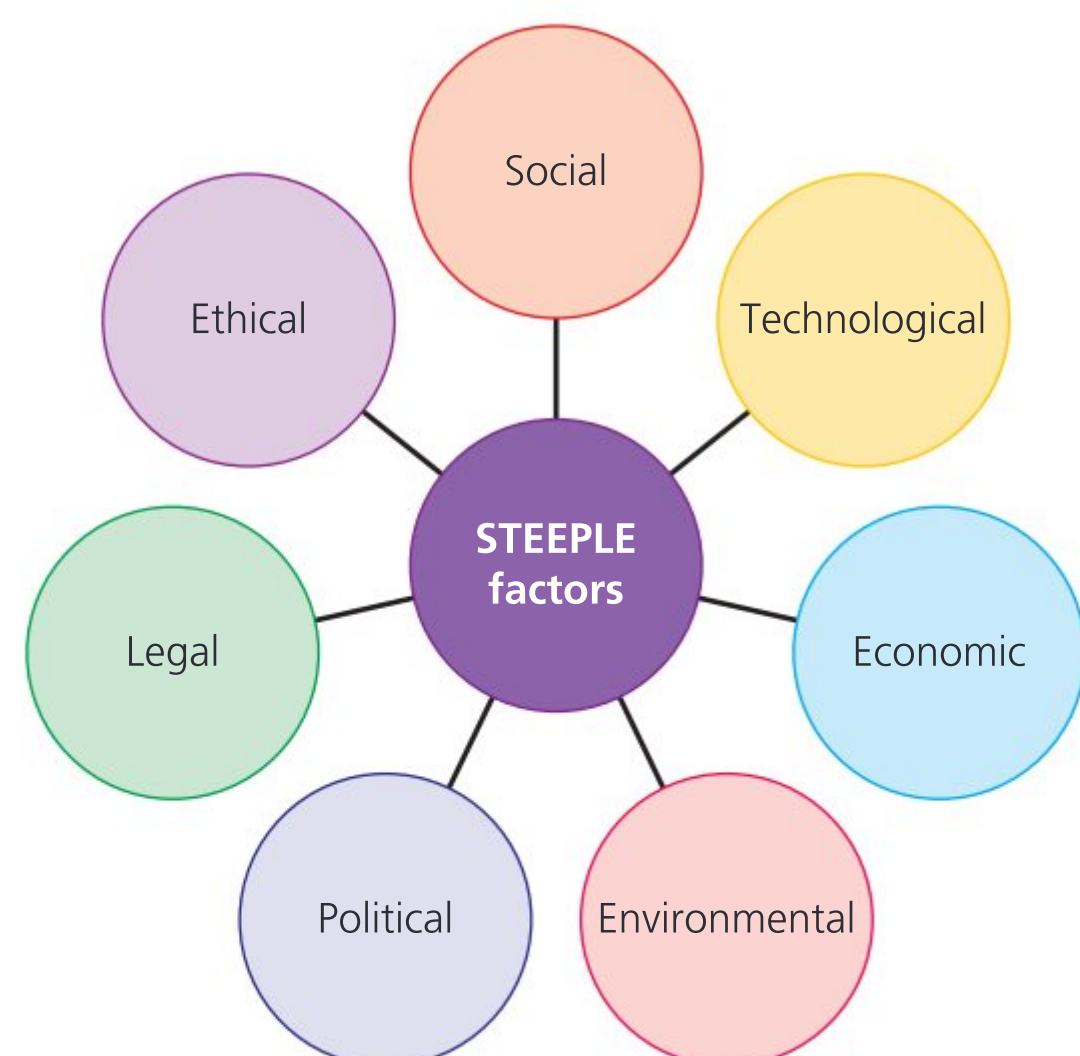 Social
Technological
Economic
Environmental
Political
Legal
Ethical
STEEPLE
factors